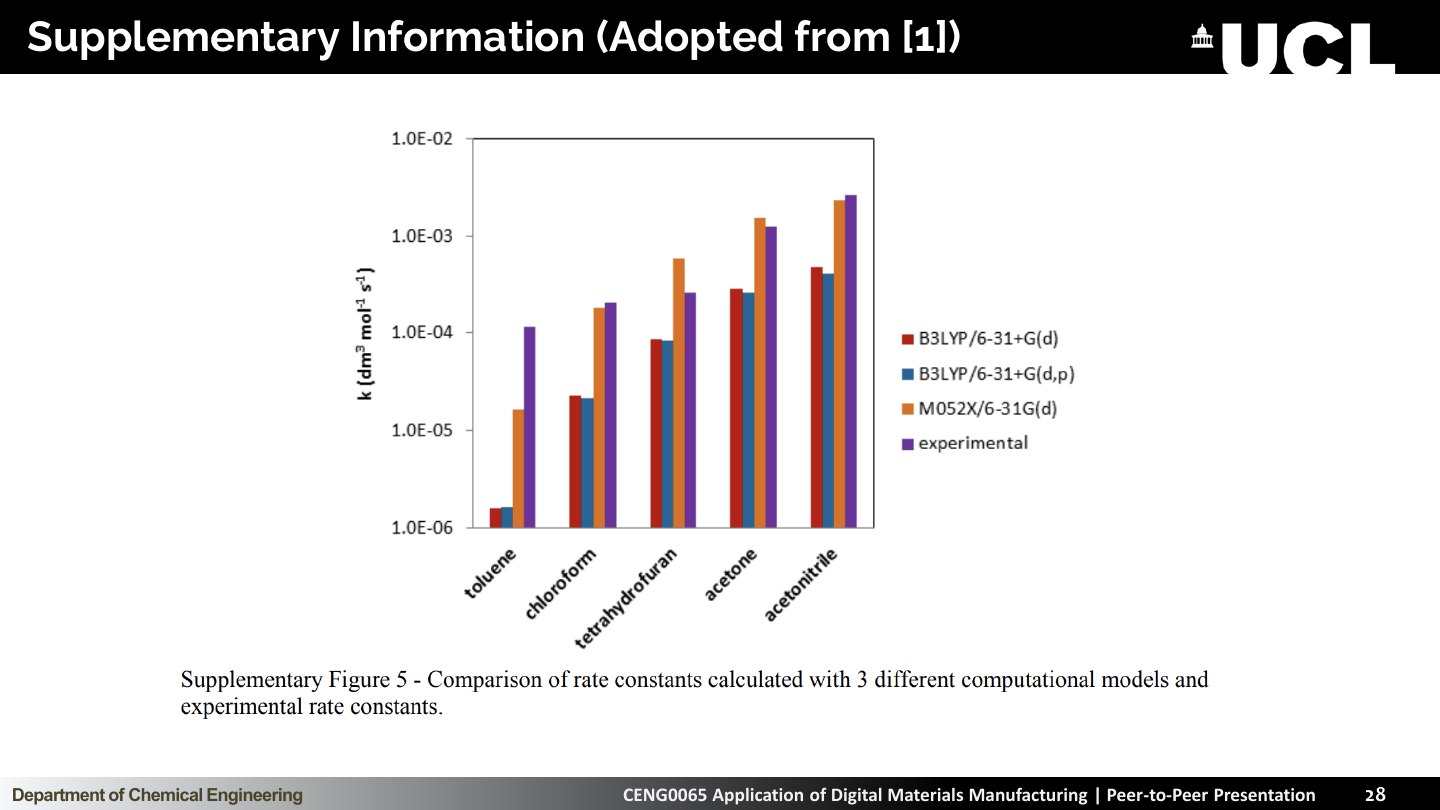 Supplementary Information (Adopted from [1])
UCL
1.0E-02
1.0E-03
1.0E-04
1.0E-05
1.0E-06
k (dm³ mol⁻¹ s⁻¹)
toluene
chloroform
tetrahydrofuran
acetone
acetonitrile
B3LYP/6-31+G(d)
B3LYP/6-31+G(d,p)
M052X/6-31G(d)
experimental
Supplementary Figure 5 - Comparison of rate constants calculated with 3 different computational models and
experimental rate constants.
Department of Chemical Engineering
CENG0065 Application of Digital Materials Manufacturing | Peer-to-Peer Presentation
28